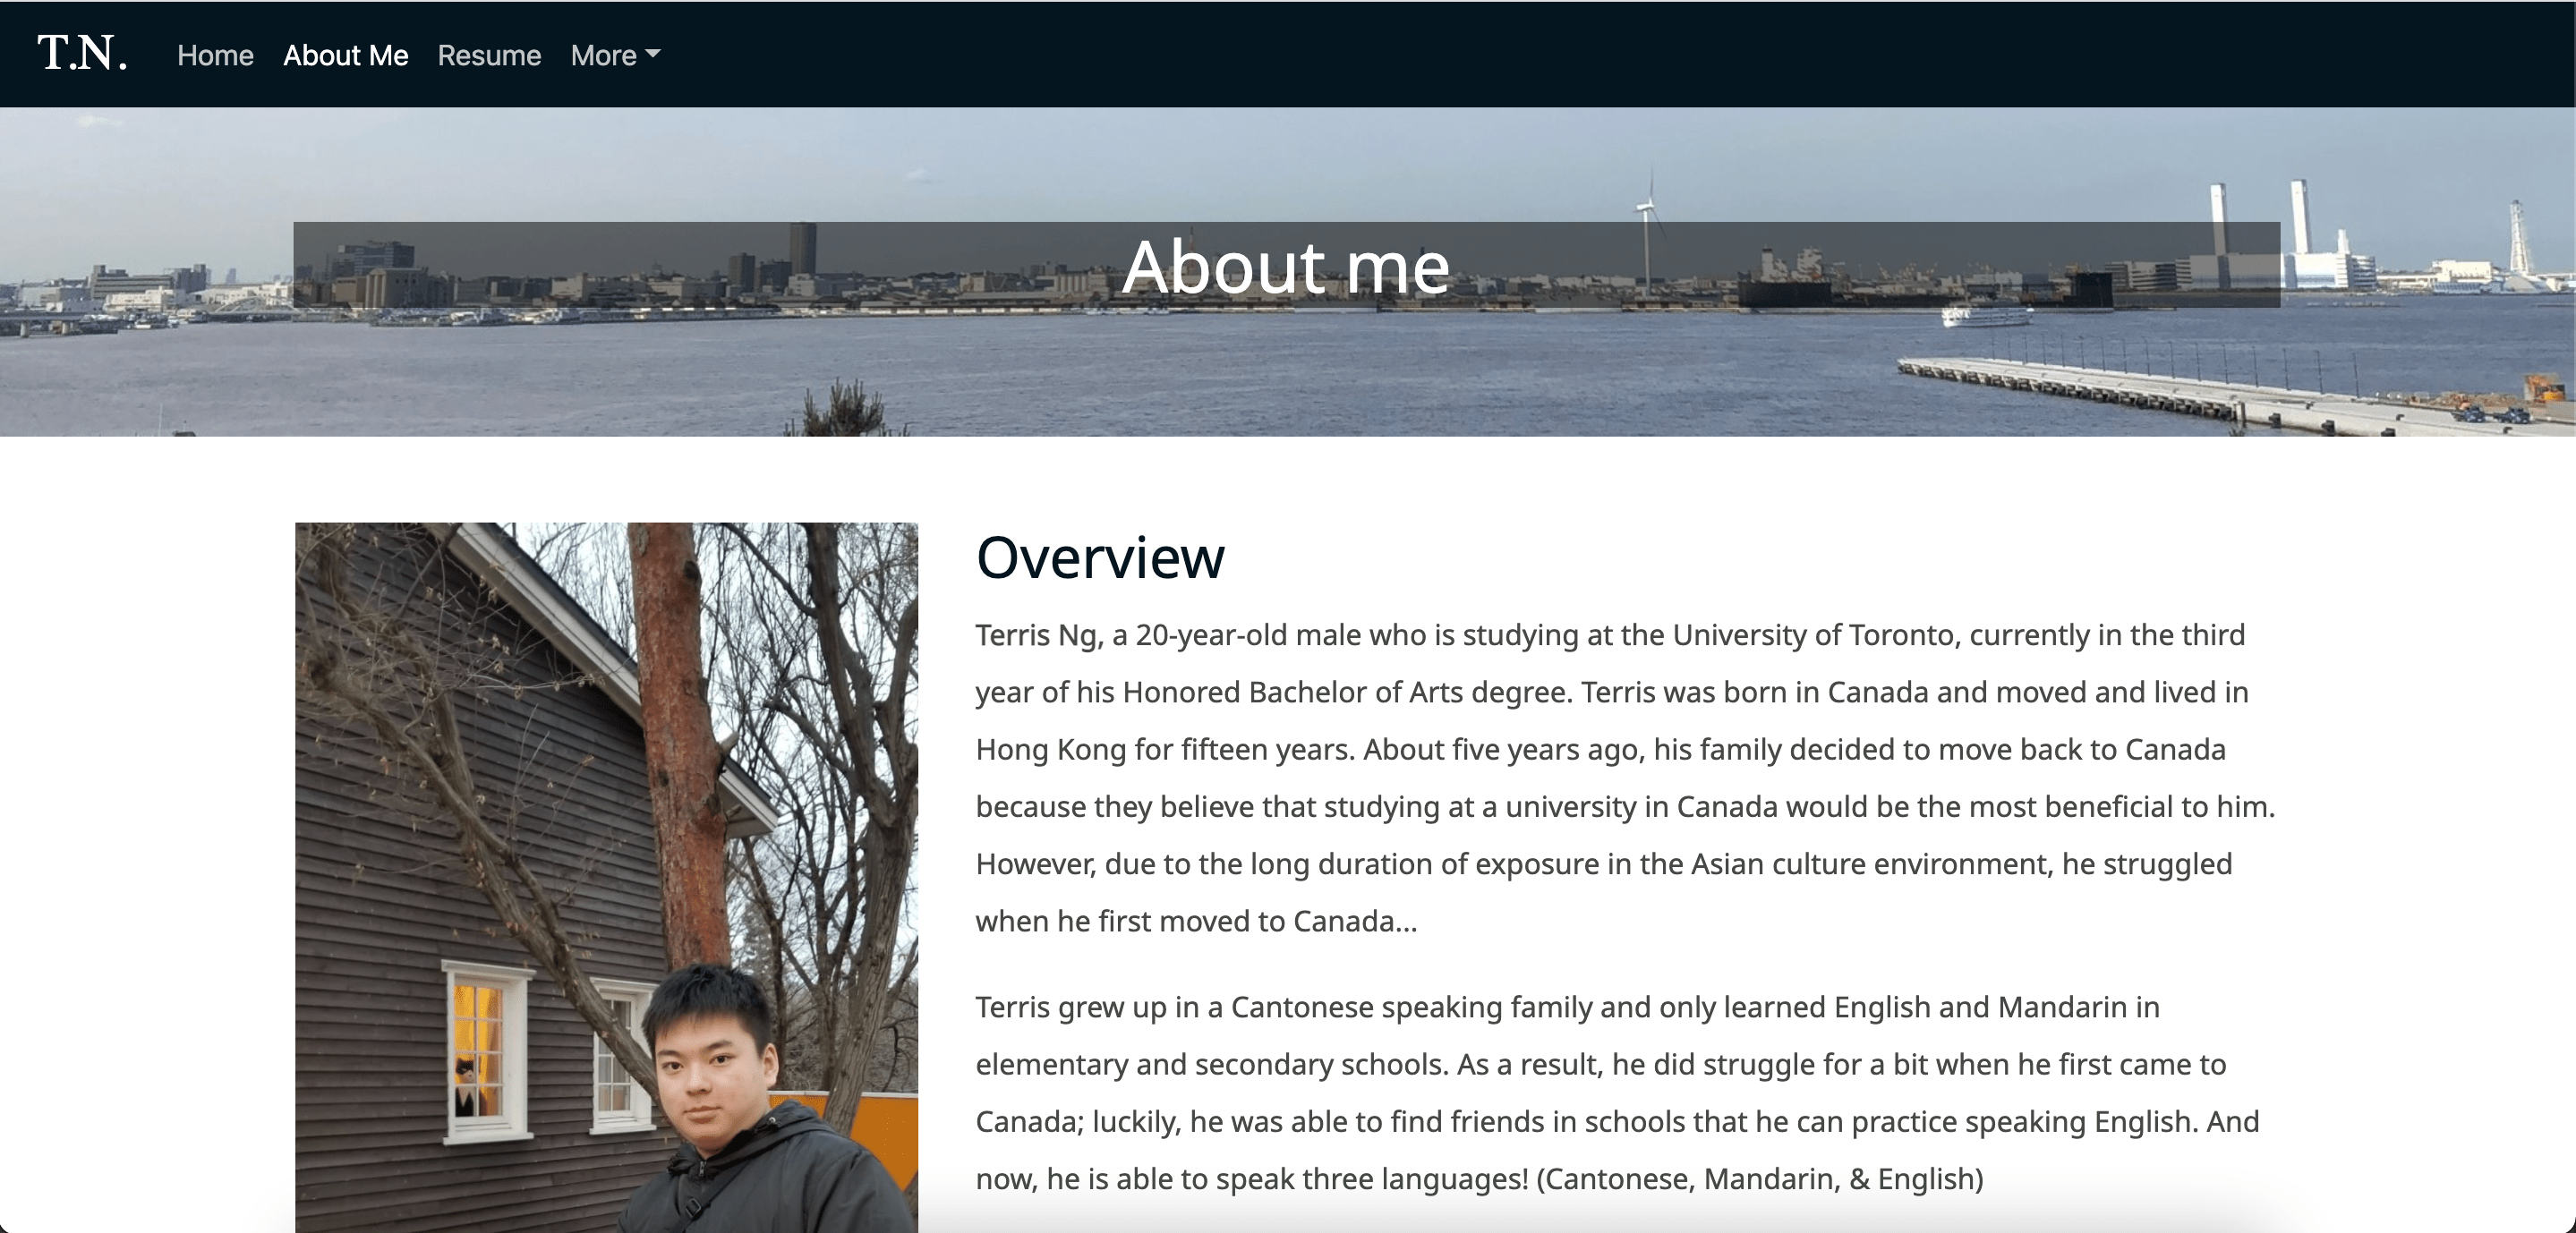 T.N. Home About Me Resume More
About me
Overview
Terris Ng, a 20-year-old male who is studying at the University of Toronto, currently in the third
year of his Honored Bachelor of Arts degree. Terris was born in Canada and moved and lived in
Hong Kong for fifteen years. About five years ago, his family decided to move back to Canada
because they believe that studying at a university in Canada would be the most beneficial to him.
However, due to the long duration of exposure in the Asian culture environment, he struggled
when he first moved to Canada...
Terris grew up in a Cantonese speaking family and only learned English and Mandarin in
elementary and secondary schools. As a result, he did struggle for a bit when he first came to
Canada; luckily, he was able to find friends in schools that he can practice speaking English. And
now, he is able to speak three languages! (Cantonese, Mandarin, & English)